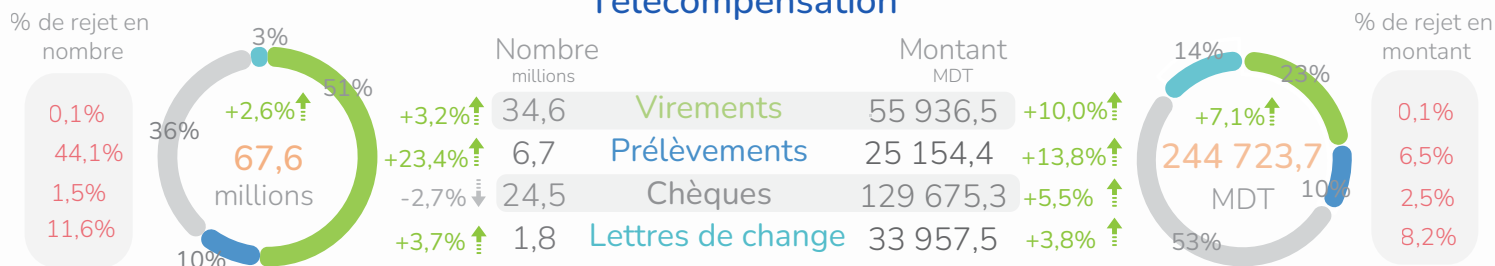 Télécompensation
% de rejet en
nombre
0,1%
44,1%
1,5%
11,6%
3%
51%
36%
10%
+2,6%
67,6
millions
Nombre
millions
Montant
MDT
+3,2% 34,6 Virements 55 936,5 +10,0%
+23,4% 6,7 Prélèvements 25 154,4 +13,8%
-2,7% 24,5 Chèques 129 675,3 +5,5%
+3,7% 1,8 Lettres de change 33 957,5 +3,8%
14%
23%
10%
53%
+7,1%
244 723,7
MDT
% de rejet en
montant
0,1%
6,5%
2,5%
8,2%